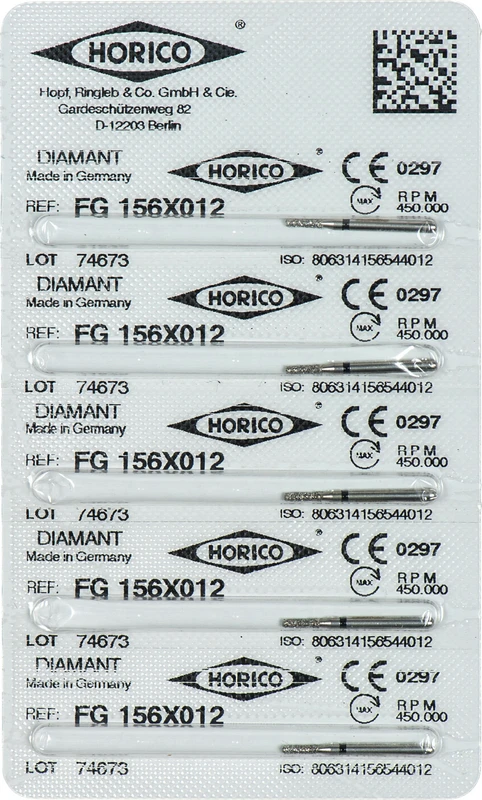 HORICO ®
Hopf, Ringleb & Co. GmbH & Cie.
Gardeschützenweg 82
D-12203 Berlin
DIAMANT HORICO ® CE 0297
Made in Germany
REF: FG 156X012 MAX RPM 450.000
LOT 74673 ISO: 806314156544012
DIAMANT HORICO ® CE 0297
Made in Germany
REF: FG 156X012 MAX RPM 450.000
LOT 74673 ISO: 806314156544012
DIAMANT HORICO ® CE 0297
Made in Germany
REF: FG 156X012 MAX RPM 450.000
LOT 74673 ISO: 806314156544012
DIAMANT HORICO ® CE 0297
Made in Germany
REF: FG 156X012 MAX RPM 450.000
LOT 74673 ISO: 806314156544012
DIAMANT HORICO ® CE 0297
Made in Germany
REF: FG 156X012 MAX RPM 450.000
LOT 74673 ISO: 806314156544012